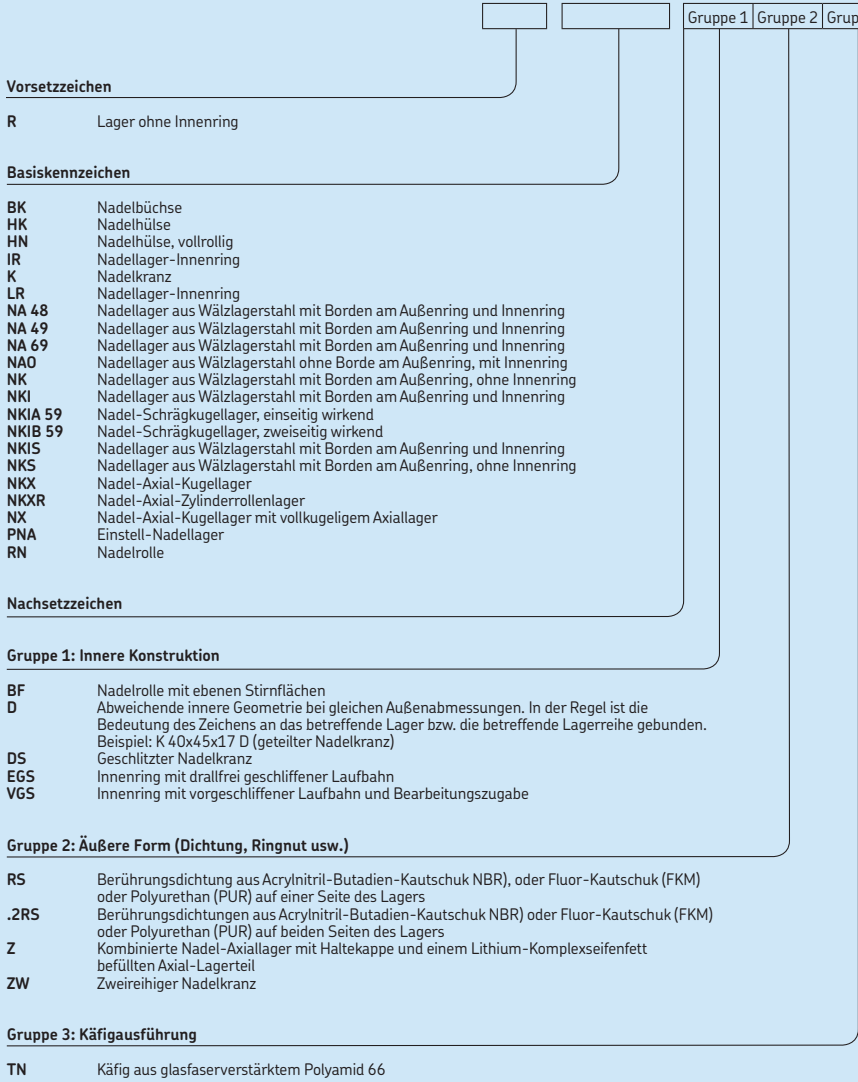 Gruppe 1 Gruppe 2 Grup
Vorsetzzeichen
R Lager ohne Innenring
Basiskennzeichen
BK Nadelbüchse
HK Nadelhülse
HN Nadelhülse, vollrollig
IR Nadellager-Innenring
K Nadelkranz
LR Nadellager-Innenring
NA 48 Nadellager aus Wälzlagerstahl mit Borden am Außenring und Innenring
NA 49 Nadellager aus Wälzlagerstahl mit Borden am Außenring und Innenring
NA 69 Nadellager aus Wälzlagerstahl mit Borden am Außenring und Innenring
NAO Nadellager aus Wälzlagerstahl ohne Borde am Außenring, mit Innenring
NK Nadellager aus Wälzlagerstahl mit Borden am Außenring, ohne Innenring
NKI Nadellager aus Wälzlagerstahl mit Borden am Außenring und Innenring
NKIA 59 Nadel-Schrägkugellager, einseitig wirkend
NKIB 59 Nadel-Schrägkugellager, zweiseitig wirkend
NKIS Nadellager aus Wälzlagerstahl mit Borden am Außenring und Innenring
NKS Nadellager aus Wälzlagerstahl mit Borden am Außenring, ohne Innenring
NKX Nadel-Axial-Kugellager
NKXR Nadel-Axial-Zylinderrollenlager
NX Nadel-Axial-Kugellager mit vollkugeligem Axiallager
PNA Einstell-Nadellager
RN Nadelrolle
Nachsetzzeichen
Gruppe 1: Innere Konstruktion
BF Nadelrolle mit ebenen Stirnflächen
D Abweichende innere Geometrie bei gleichen Außenabmessungen. In der Regel ist die
Bedeutung des Zeichens an das betreffende Lager bzw. die betreffende Lagerreihe gebunden.
Beispiel: K 40x45x17 D (geteilter Nadelkranz)
DS Geschlitzter Nadelkranz
EGS Innenring mit drallfrei geschliffener Laufbahn
VGS Innenring mit vorgeschliffener Laufbahn und Bearbeitungszugabe
Gruppe 2: Äußere Form (Dichtung, Ringnut usw.)
RS Berührungsdichtung aus Acrylnitril-Butadien-Kautschuk NBR), oder Fluor-Kautschuk (FKM)
oder Polyurethan (PUR) auf einer Seite des Lagers
.2RS Berührungsdichtungen aus Acrylnitril-Butadien-Kautschuk NBR) oder Fluor-Kautschuk (FKM)
oder Polyurethan (PUR) auf beiden Seiten des Lagers
Z Kombinierte Nadel-Axiallager mit Haltekappe und einem Lithium-Komplexseifenfett
befüllten Axial-Lagerteil
ZW Zweireihiger Nadelkranz
Gruppe 3: Käfigausführung
TN Käfig aus glasfaserverstärktem Polyamid 66